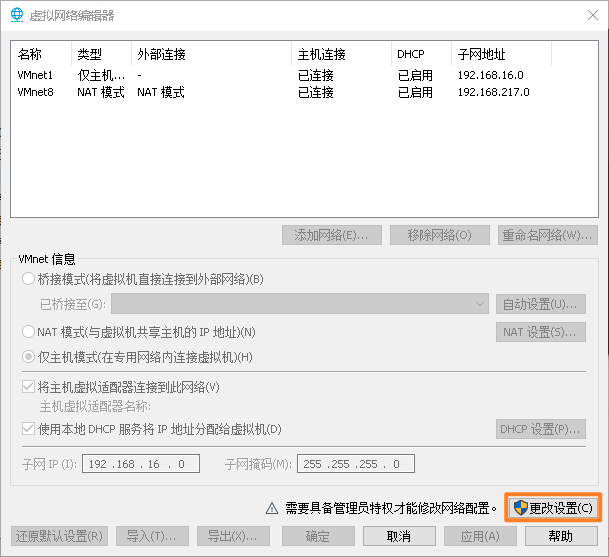 虚拟网络编辑器
名称 类型 外部连接 主机连接 DHCP 子网地址
VMnet1 仅主机... - 已连接 已启用 192.168.16.0
VMnet8 NAT 模式 NAT 模式 已连接 已启用 192.168.217.0
添加网络(E)... 移除网络(O) 重命名网络(W)...
VMnet 信息
桥接模式(将虚拟机直接连接到外部网络)(B)
已桥接至(G): 自动设置(U)...
NAT 模式(与虚拟机共享主机的 IP 地址)(N) NAT 设置(S)...
仅主机模式(在专用网络内连接虚拟机)(H)
将主机虚拟适配器连接到此网络(V)
主机虚拟适配器名称:
使用本地 DHCP 服务将 IP 地址分配给虚拟机(D) DHCP 设置(P)...
子网 IP (I): 192 .168 . 16 . 0 子网掩码(M): 255 .255 .255 . 0
需要具备管理员特权才能修改网络配置。 更改设置(C)
还原默认设置(R) 导入(T)... 导出(X)... 确定 取消 应用(A) 帮助